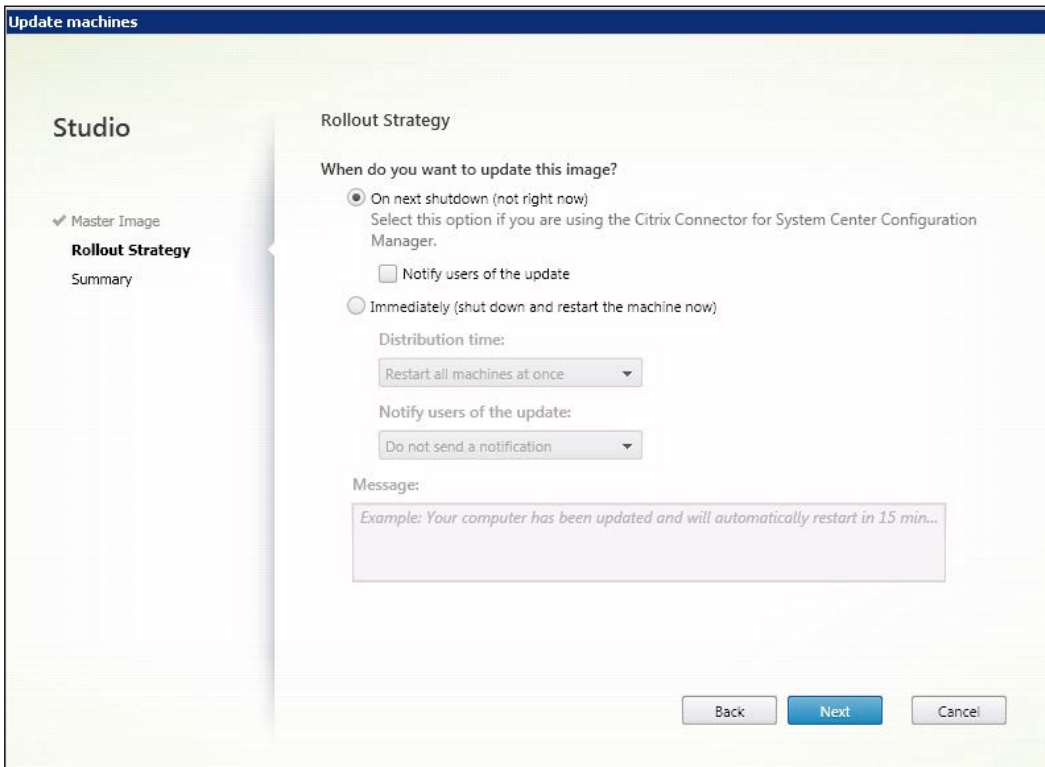 Update machines
Studio
Master Image
Rollout Strategy
Summary
Rollout Strategy
When do you want to update this image?
On next shutdown (not right now)
Select this option if you are using the Citrix Connector for System Center Configuration
Manager.
Notify users of the update
Immediately (shut down and restart the machine now)
Distribution time:
Restart all machines at once
Notify users of the update:
Do not send a notification
Message:
Example: Your computer has been updated and will automatically restart in 15 min...
Back
Next
Cancel